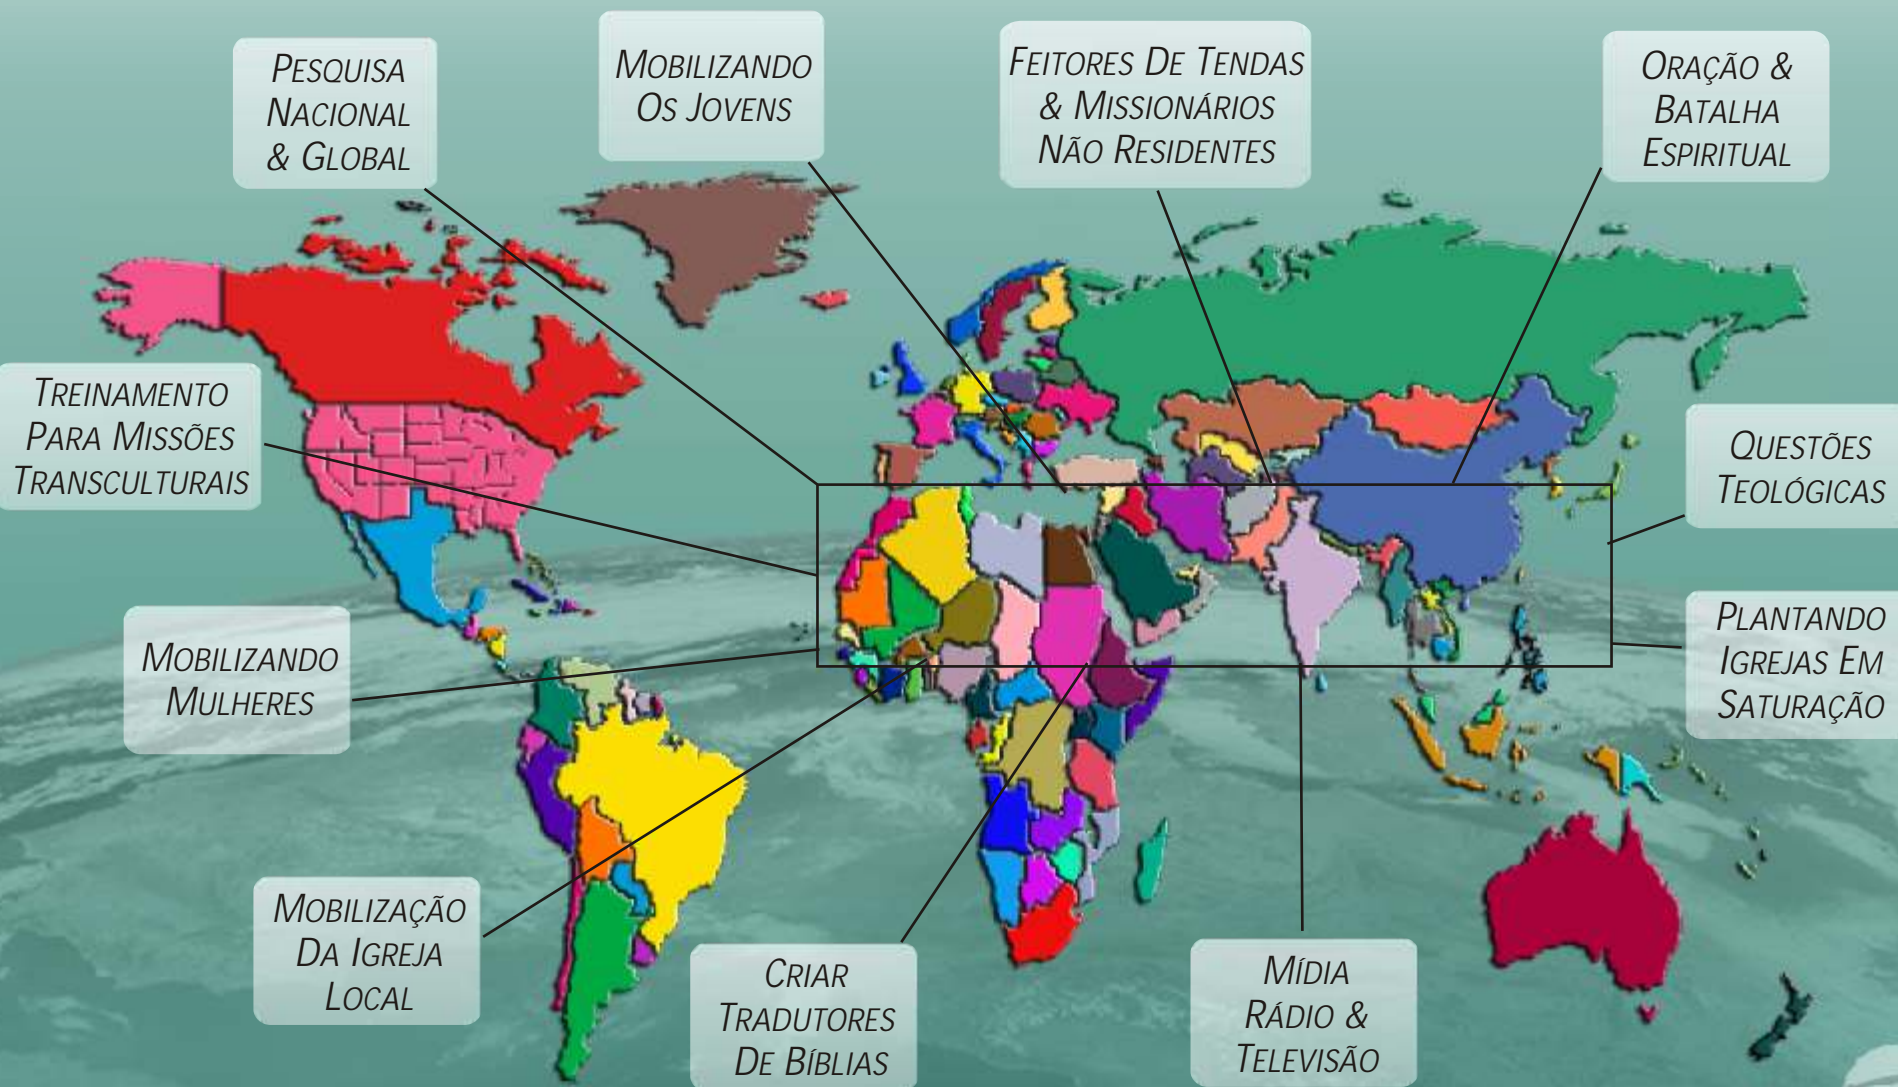 PESQUISA
NACIONAL
& GLOBAL
MOBILIZANDO
OS JOVENS
FEITORES DE TENDAS
& MISSIONÁRIOS
NÃO RESIDENTES
ORAÇÃO &
BATALHA
ESPIRITUAL
TREINAMENTO
PARA MISSÕES
TRANSCULTURAIS
QUESTÕES
TEOLÓGICAS
MOBILIZANDO
MULHERES
PLANTANDO
IGREJAS EM
SATURAÇÃO
MOBILIZAÇÃO
DA IGREJA
LOCAL
CRIAR
TRADUTORES
DE BÍBLIAS
MÍDIA
RÁDIO &
TELEVISÃO